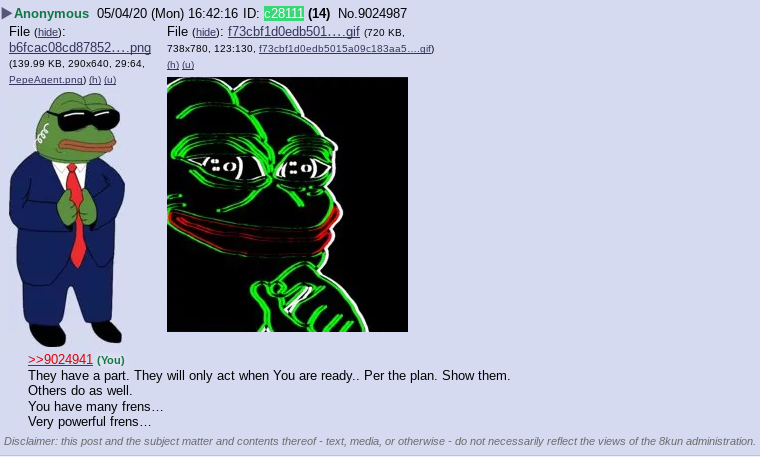 ▶Anonymous 05/04/20 (Mon) 16:42:16 ID: c28111 (14) No.9024987
File (hide):
b6fcac08cd87852….png
(139.99 KB, 290x640, 29:64,
PepeAgent.png) (h) (u)
File (hide): f73cbf1d0edb501….gif (720 KB,
738x780, 123:130, f73cbf1d0edb5015a09c183aa5….gif)
(h) (u)
>>9024941 (You)
They have a part. They will only act when You are ready.. Per the plan. Show them.
Others do as well.
You have many frens…
Very powerful frens…
Disclaimer: this post and the subject matter and contents thereof - text, media, or otherwise - do not necessarily reflect the views of the 8kun administration.